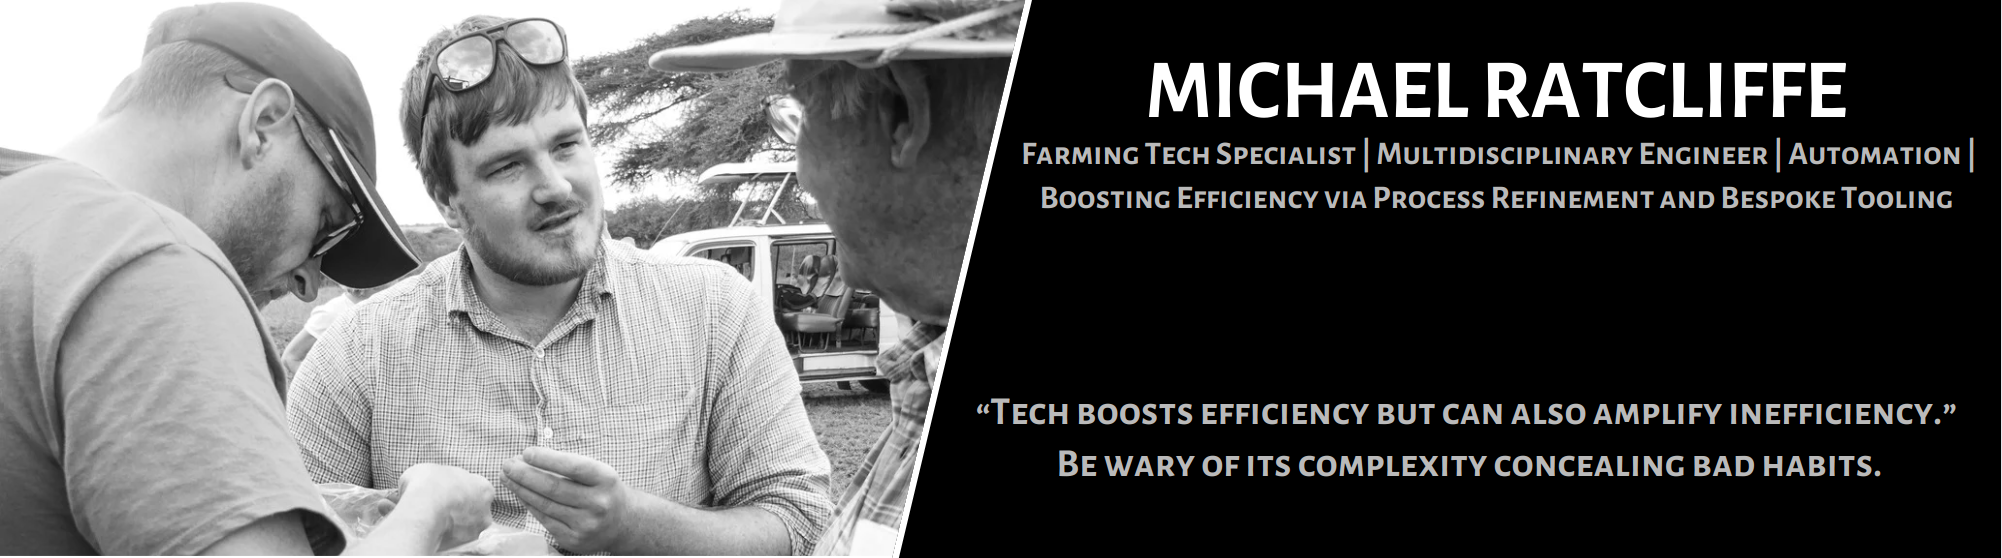 MICHAEL RATCLIFFE
Farming Tech Specialist | Multidisciplinary Engineer | Automation |
Boosting Efficiency via Process Refinement and Bespoke Tooling
“Tech boosts efficiency but can also amplify inefficiency.”
Be wary of its complexity concealing bad habits.